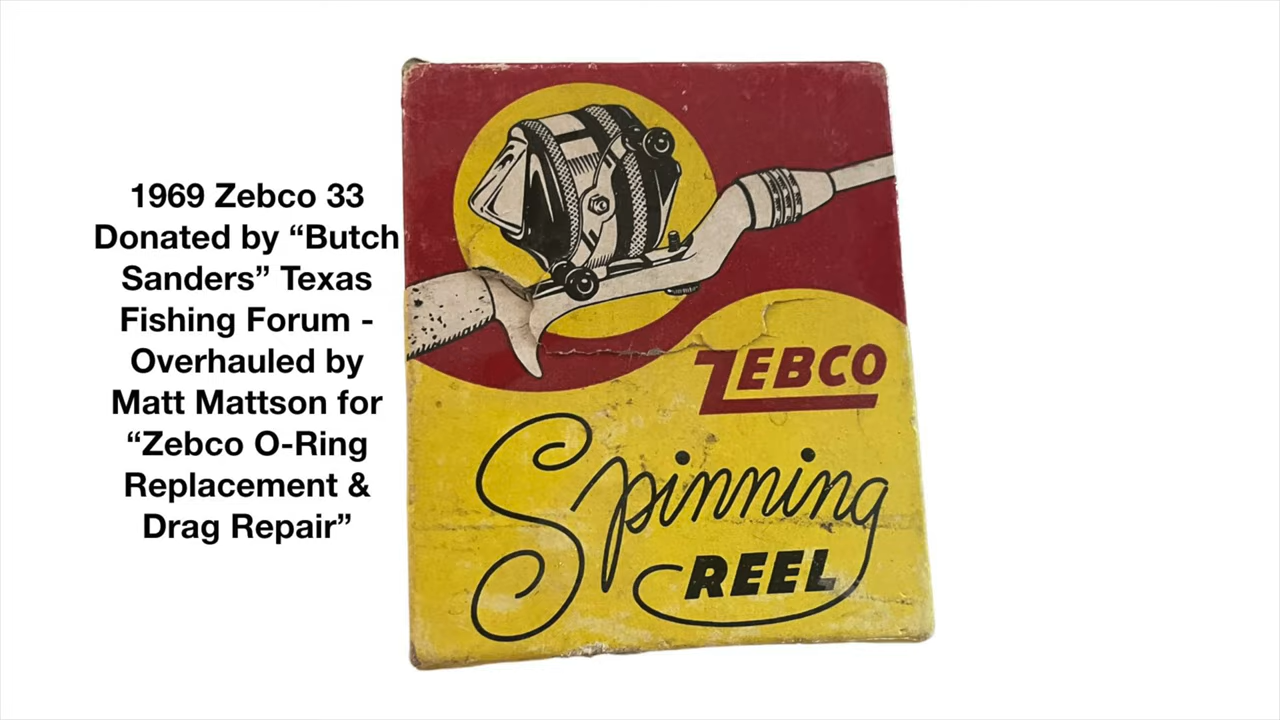 1969 Zebco 33
Donated by “Butch
Sanders” Texas
Fishing Forum -
Overhauled by
Matt Mattson for
“Zebco O-Ring
Replacement &
Drag Repair”
ZEBCO
Spinning
REEL